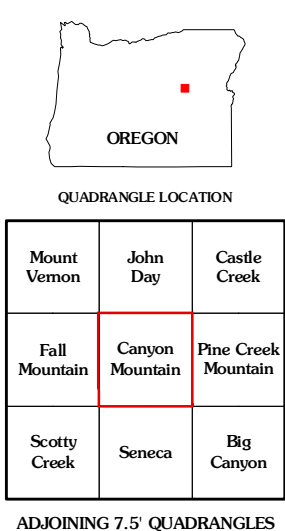 OREGON
QUADRANGLE LOCATION
Mount
Vernon
John
Day
Castle
Creek
Fall
Mountain
Canyon
Mountain
Pine Creek
Mountain
Scotty
Creek
Seneca
Big
Canyon
ADJOINING 7.5' QUADRANGLES